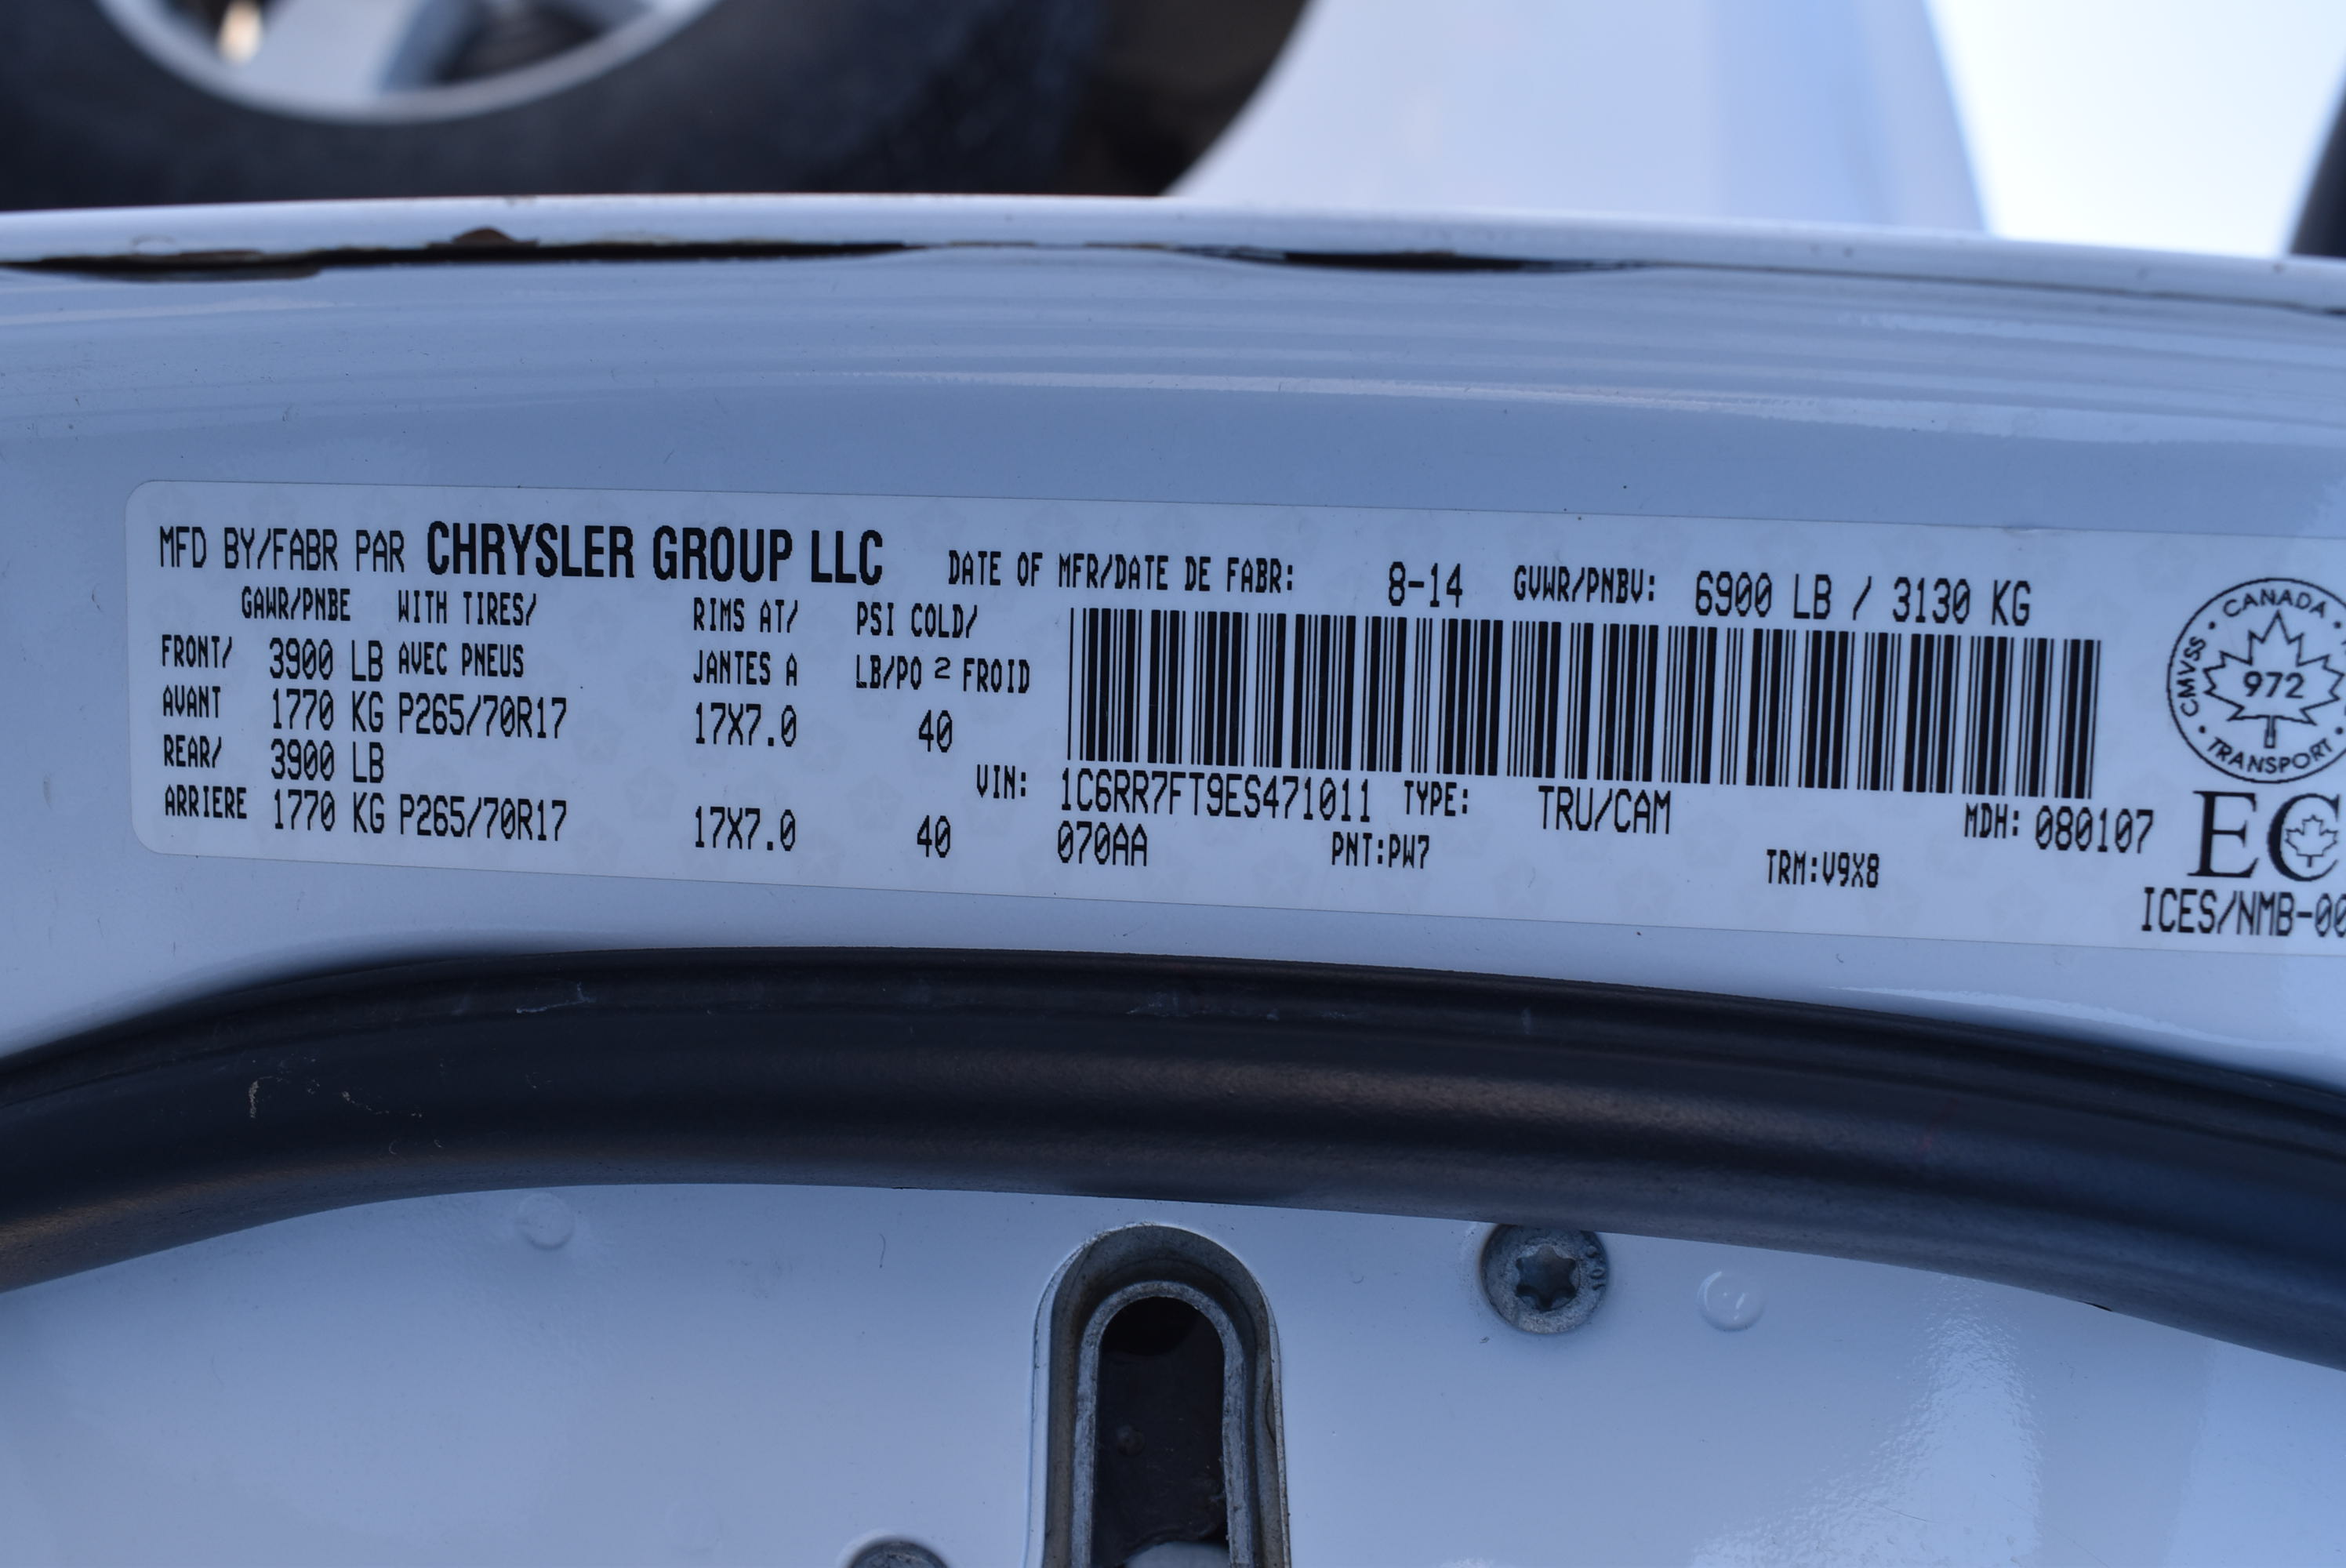 MFD BY/FABR PAR CHRYSLER GROUP LLC DATE OF MFR/DATE DE FABR: 8-14 GVWR/PNBV: 6900 LB / 3130 KG
GAWR/PNBE WITH TIRES/ RIMS AT/ PSI COLD/
FRONT/ 3900 LB AVEC PNEUS JANTES A LB/PO 2 FROID
AVANT 1770 KG P265/70R17 17X7.0 40
REAR/ 3900 LB
ARRIERE 1770 KG P265/70R17 17X7.0 40
VIN: 1C6RR7FT9ES471011 TYPE: TRU/CAM MDH: 080107
070AA PNT:PW7 TRM:V9X8
CANADA
CMVSS
972
TRANSPORT
EC
ICES/NMB-00